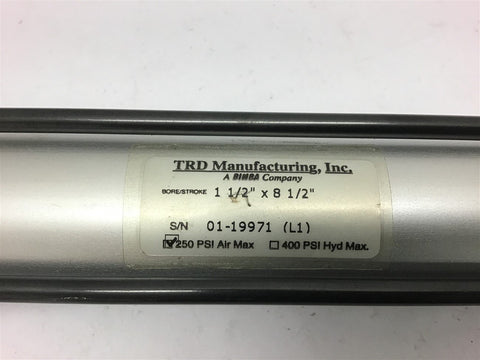 TRD Manufacturing, Inc.
A BIMBA Company
BORE/STROKE 1 1/2" x 8 1/2"
S/N 01-19971 (L1)
250 PSI Air Max 400 PSI Hyd Max.